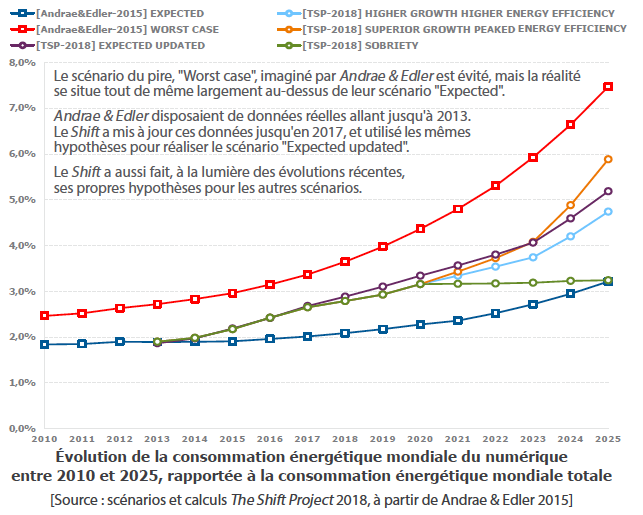 [Andrae&Edler-2015] EXPECTED
[TSP-2018] HIGHER GROWTH HIGHER ENERGY EFFICIENCY
[Andrae&Edler-2015] WORST CASE
[TSP-2018] SUPERIOR GROWTH PEAKED ENERGY EFFICIENCY
[TSP-2018] EXPECTED UPDATED
[TSP-2018] SOBRIETY
8,0%
Le scénario du pire, "Worst case", imaginé par Andrae & Edler est évité, mais la réalité
se situe tout de même largement au-dessus de leur scénario "Expected".
7,0%
Andrae & Edler disposaient de données réelles allant jusqu'à 2013.
Le Shift a mis à jour ces données jusqu'en 2017, et utilisé les mêmes
hypothèses pour réaliser le scénario "Expected updated".
6,0%
Le Shift a aussi fait, à la lumière des évolutions récentes,
ses propres hypothèses pour les autres scénarios.
5,0%
4,0%
3,0%
2,0%
1,0%
0,0%
2010 2011 2012 2013 2014 2015 2016 2017 2018 2019 2020 2021 2022 2023 2024 2025
Évolution de la consommation énergétique mondiale du numérique
entre 2010 et 2025, rapportée à la consommation énergétique mondiale totale
[Source : scénarios et calculs The Shift Project 2018, à partir de Andrae & Edler 2015]